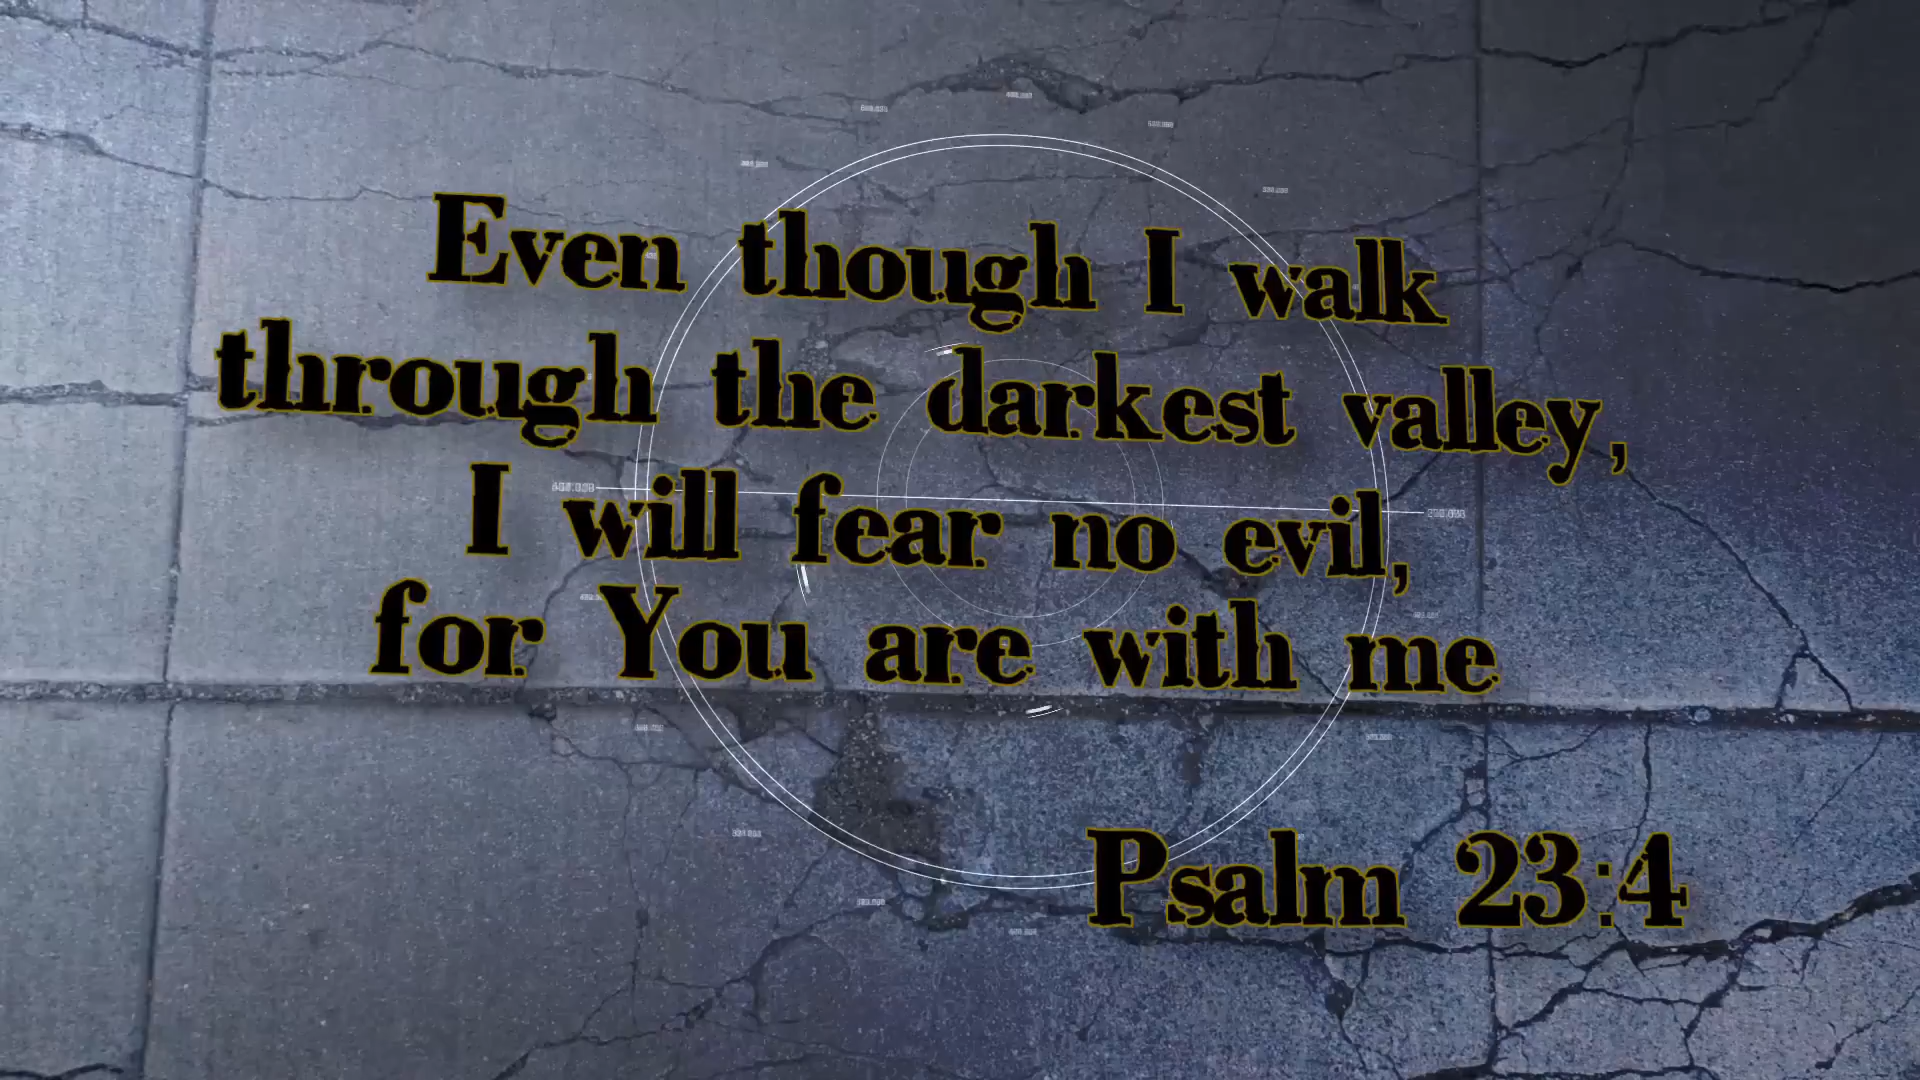 Even though I walk
through the darkest valley,
I will fear no evil,
for You are with me
Psalm 23:4